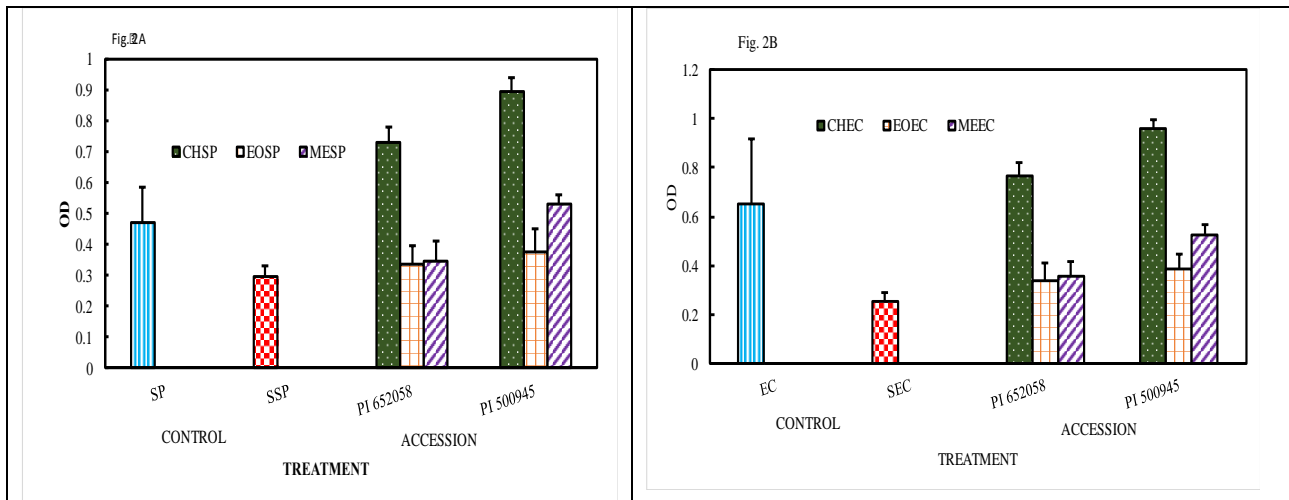 Fig. 2A
1
0.9
0.8
0.7
0.6
0.5
0.4
0.3
0.2
0.1
0
OD
CHSP EOSP MESP
SP SSP PI 652058 PI 500945
CONTROL ACCESSION
TREATMENT
Fig. 2B
1.2
1
0.8
0.6
0.4
0.2
0
OD
CHEC EOEC MEEC
EC SEC PI 652058 PI 500945
CONTROL ACCESSION
TREATMENT